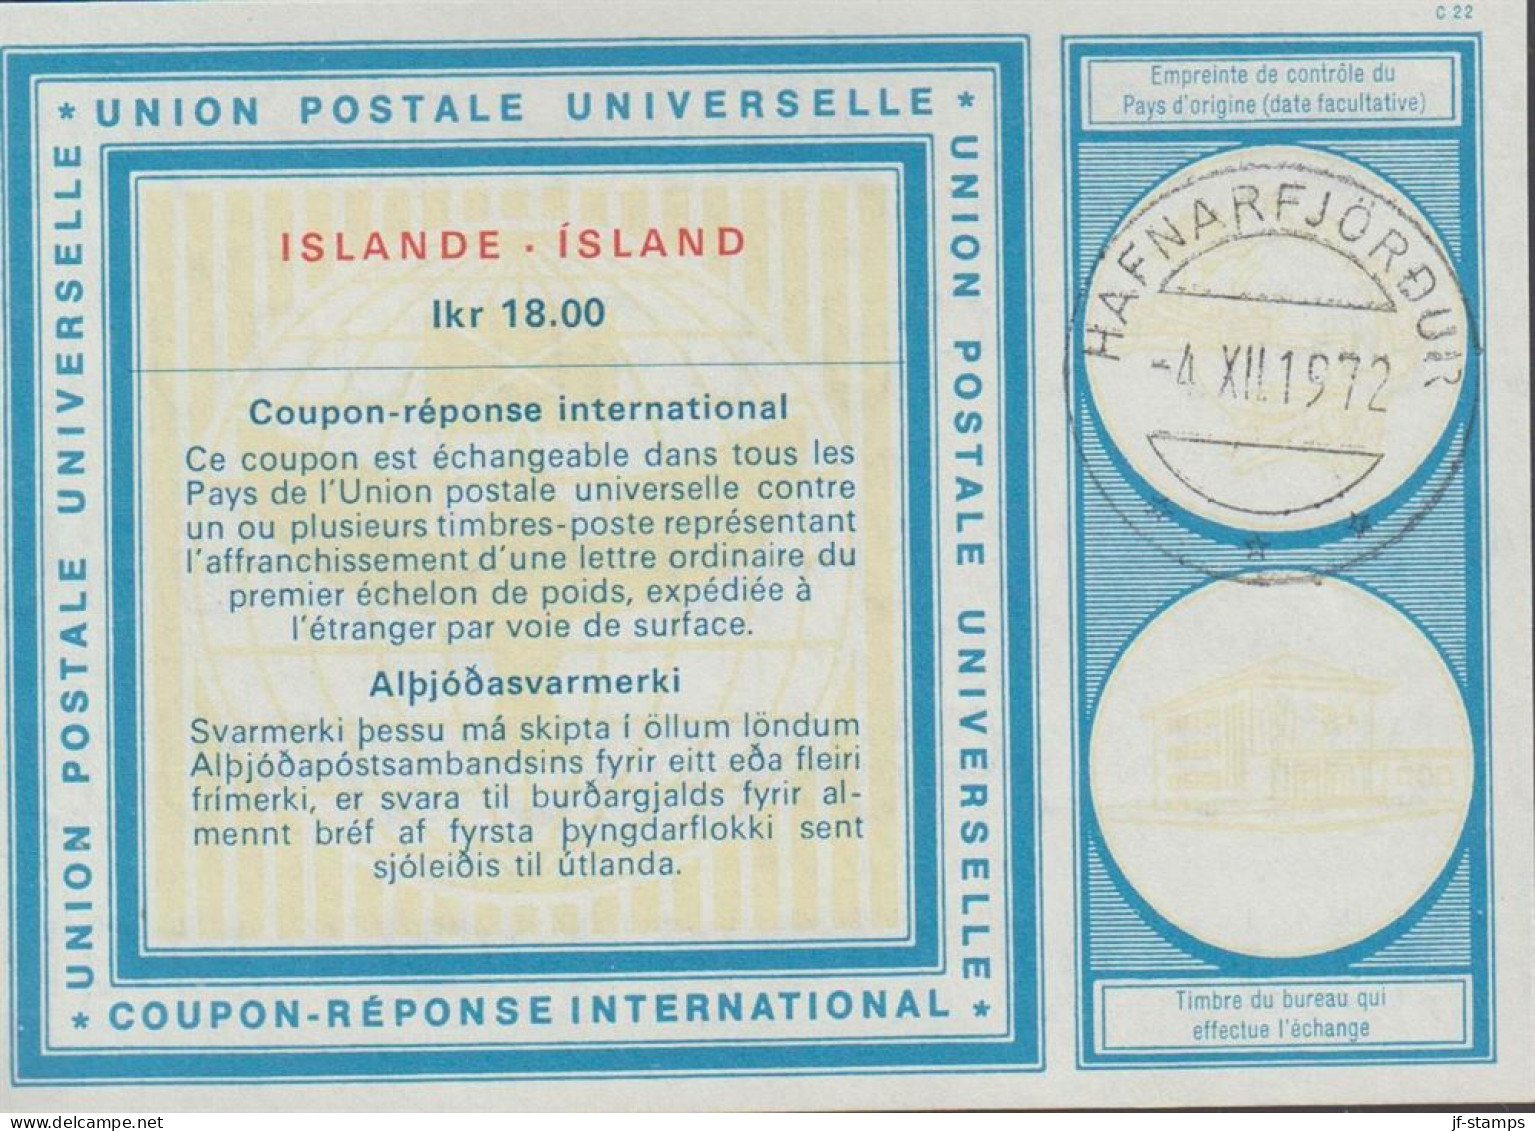 C 22
* UNION POSTALE UNIVERSELLE *
UNION POSTALE UNIVERSELLE
UNION POSTALE UNIVERSELLE
* COUPON-RÉPONSE INTERNATIONAL *
ISLANDE · ÍSLAND
Ikr 18.00
Coupon-réponse international
Ce coupon est échangeable dans tous les
Pays de l'Union postale universelle contre
un ou plusieurs timbres-poste représentant
l'affranchissement d'une lettre ordinaire du
premier échelon de poids, expédiée à
l'étranger par voie de surface.
Alþjóðasvarmerki
Svarmerki þessu má skipta í öllum löndum
Alþjóðapóstsambandsins fyrir eitt eða fleiri
frímerki, er svara til burðargjalds fyrir al-
mennt bréf af fyrsta þyngdarflokki sent
sjóleiðis til útlanda.
Empreinte de contrôle du
Pays d'origine (date facultative)
HAFNARFJÖRÐUR
-4.XII.1972
Timbre du bureau qui
effectue l'échange
jf-stamps